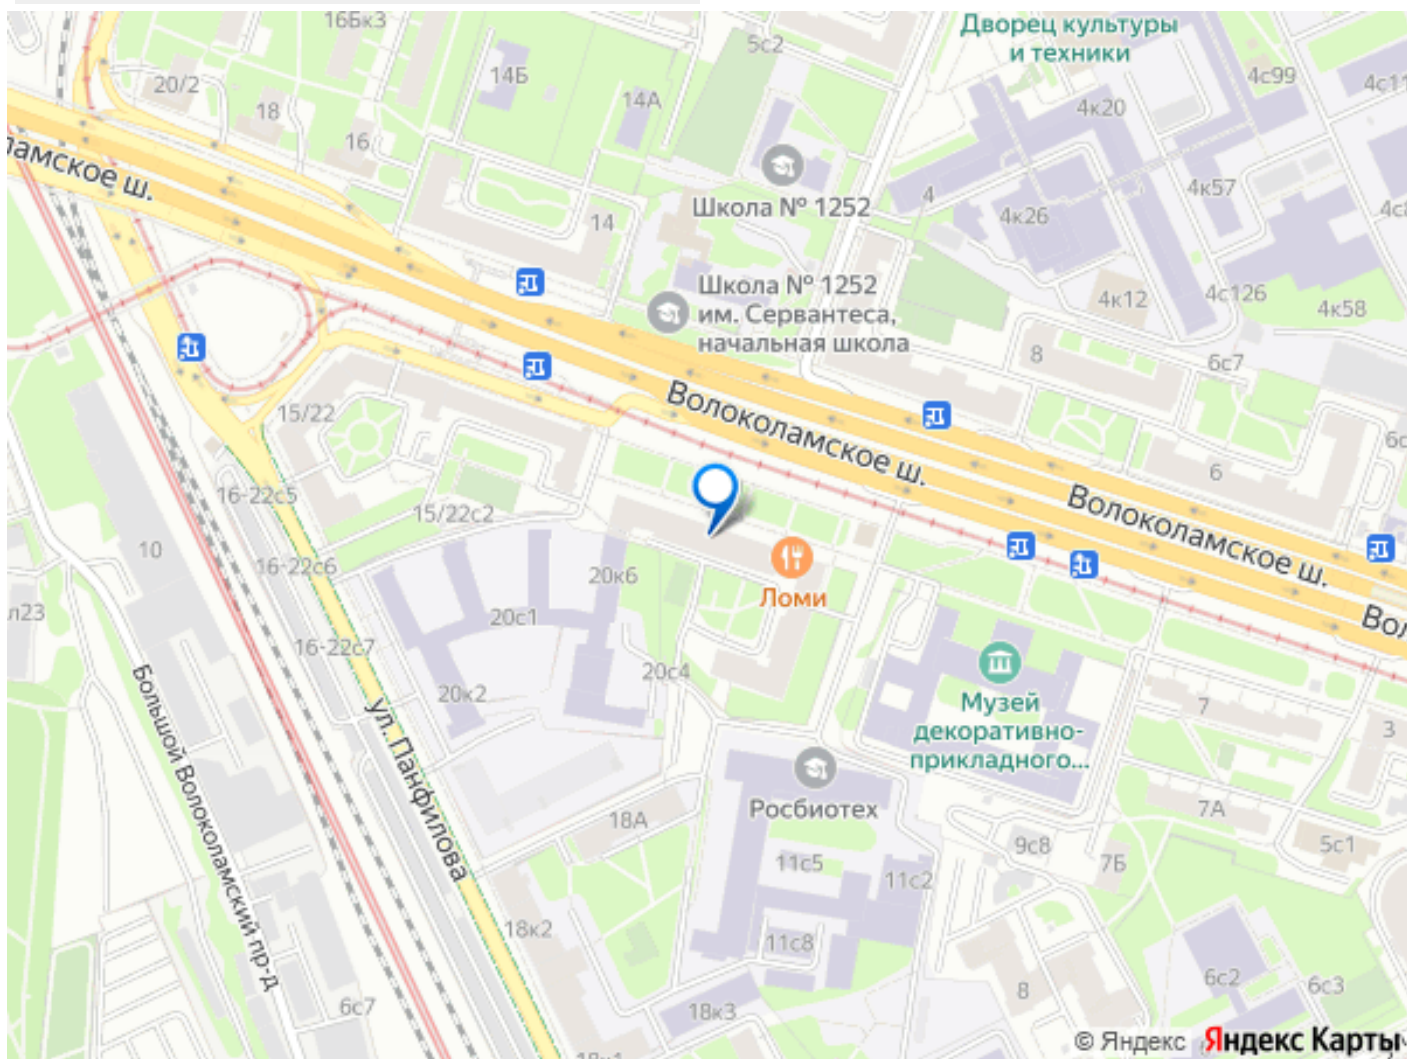 Дворец культуры
и техники
16Бк3
5с2
4с99
4с11
14Б
20/2
14А
4к20
18
16
ламское ш.
4к57
Школа № 1252
4
4к26
14
Школа № 1252
им. Сервантеса,
начальная школа
4к12
4с126
4к58
8
6с7
15/22
Волоколамское ш.
6
Волоколамское ш.
16-22с5
15/22с2
10
16-22с6
20к6
Ломи
20с1
л23
16-22с7
20с4
20к2
Музей
декоративно-
прикладного...
7
3
Большой Волоколамский пр-д
ул. Панфилова
Росбиотех
18А
7А
9с8
7Б
5с1
11с5
11с2
18к2
11с8
6с2
6с3
8
6с7
18к3
18к1
© Яндекс Яндекс Карты